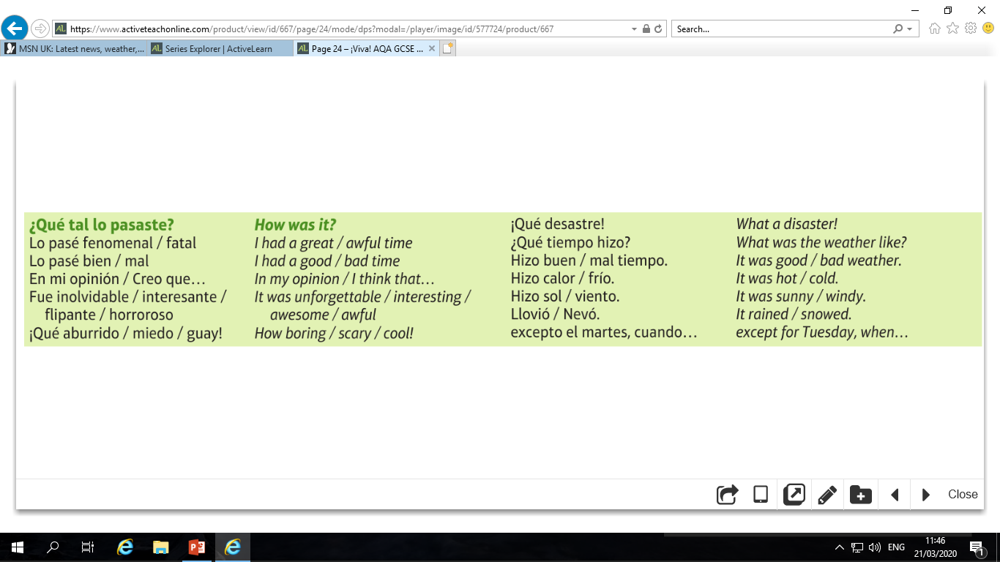 https://www.activeteachonline.com/product/view/id/667/page/24/mode/dps?modal=/player/image/id/577724/product/667
Search...
MSN UK: Latest news, weather,...
Series Explorer | ActiveLearn
Page 24 – ¡Viva! AQA GCSE ...
¿Qué tal lo pasaste?
Lo pasé fenomenal / fatal
Lo pasé bien / mal
En mi opinión / Creo que…
Fue inolvidable / interesante /
flipante / horroroso
¡Qué aburrido / miedo / guay!
How was it?
I had a great / awful time
I had a good / bad time
In my opinion / I think that…
It was unforgettable / interesting /
awesome / awful
How boring / scary / cool!
¡Qué desastre!
¿Qué tiempo hizo?
Hizo buen / mal tiempo.
Hizo calor / frío.
Hizo sol / viento.
Llovió / Nevó.
excepto el martes, cuando…
What a disaster!
What was the weather like?
It was good / bad weather.
It was hot / cold.
It was sunny / windy.
It rained / snowed.
except for Tuesday, when…
Close
ENG
11:46
21/03/2020
1